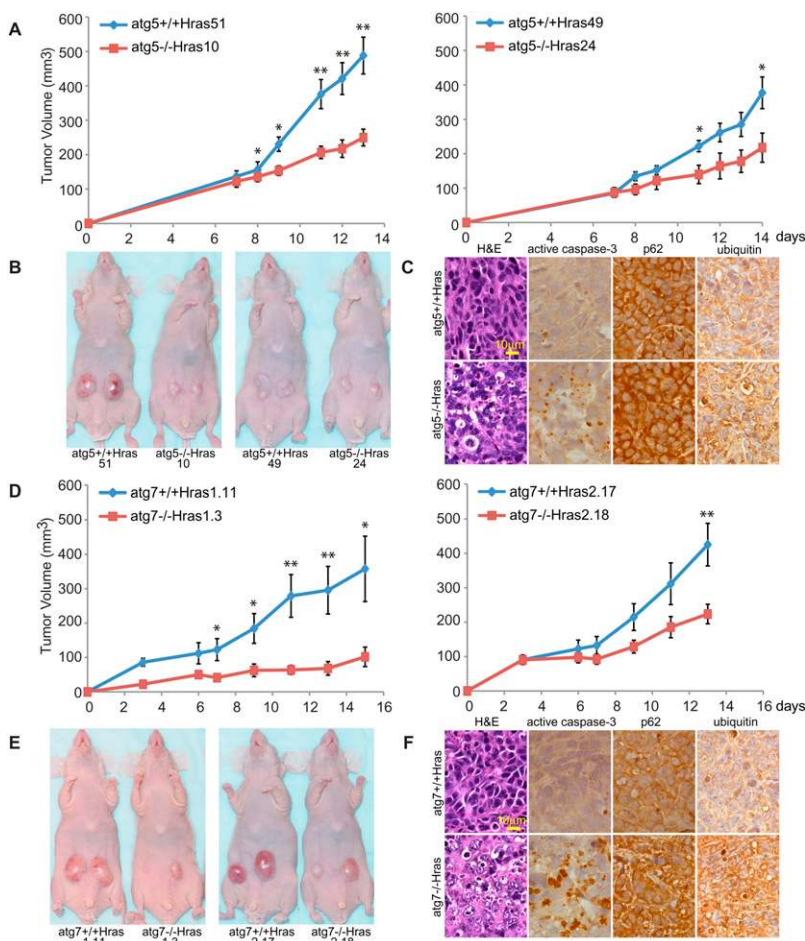 A
atg5+/+Hras51
atg5-/-Hras10
Tumor Volume (mm3)
600
500
400
300
200
100
0
* * ** ** **
0 2 4 6 8 10 12 14
atg5+/+Hras49
atg5-/-Hras24
600
500
400
300
200
100
0
* *
0 2 4 6 8 10 12 14 days
B
atg5+/+Hras
51
atg5-/-Hras
10
atg5+/+Hras
49
atg5-/-Hras
24
C
H&E active caspase-3 p62 ubiquitin
atg5+/+Hras
10µm
atg5-/-Hras
D
atg7+/+Hras1.11
atg7-/-Hras1.3
Tumor Volume (mm3)
600
500
400
300
200
100
0
* * ** ** *
0 2 4 6 8 10 12 14 16
atg7+/+Hras2.17
atg7-/-Hras2.18
600
500
400
300
200
100
0
**
0 2 4 6 8 10 12 14 16 days
E
atg7+/+Hras
1.11
atg7-/-Hras
1.3
atg7+/+Hras
2.17
atg7-/-Hras
2.18
F
H&E active caspase-3 p62 ubiquitin
atg7+/+Hras
10µm
atg7-/-Hras